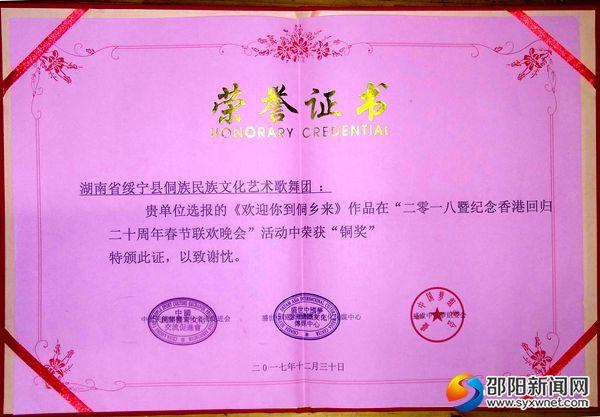 荣誉证书
HONORARY CREDENTIAL
湖南省绥宁县侗族民族文化艺术歌舞团：
贵单位选报的《欢迎你到侗乡来》作品在“二零一八暨纪念香港回归
二十周年春节联欢晚会”活动中荣获“铜奖”
特颁此证，以致谢忱。
二〇一七年十二月三十日
邵阳新闻网
www.syxwnet.com